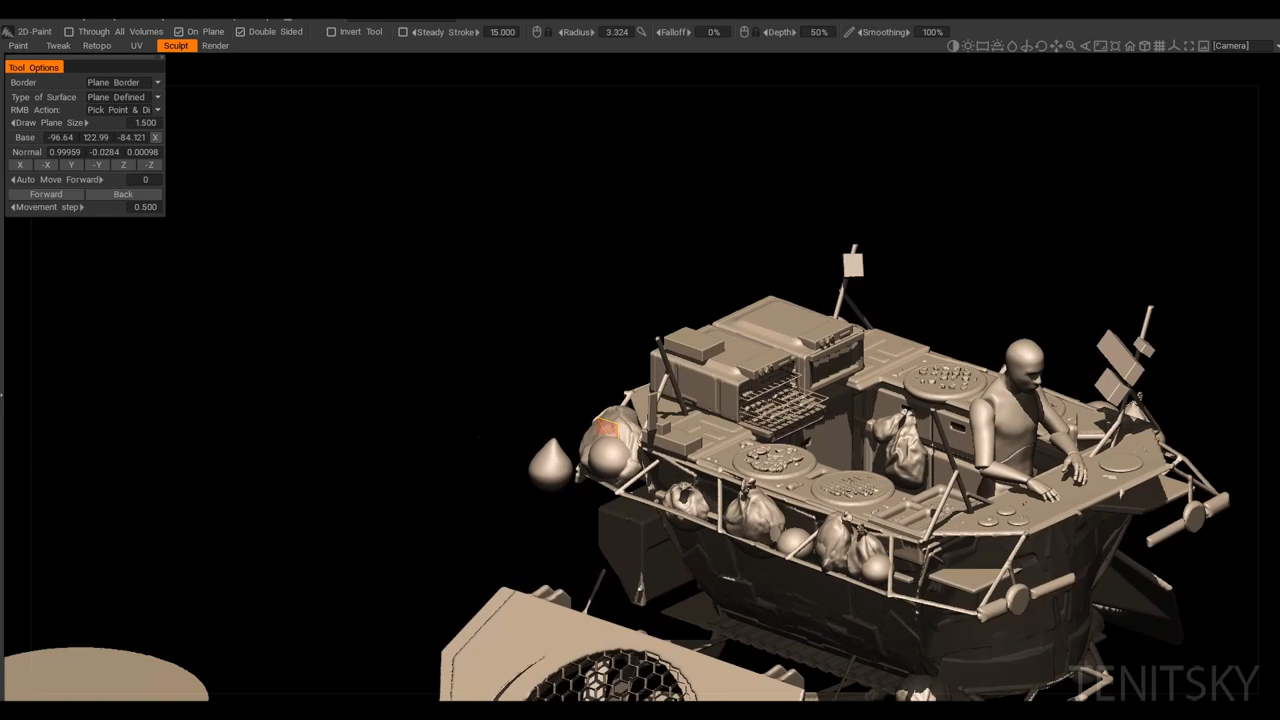 2D-Paint Through All Volumes On Plane Double Sided Invert Tool Steady Stroke 15.000 Radius 3.324 Falloff 0% Depth 50% Smoothing 100%
Paint Tweak Retopo UV Sculpt Render [Camera]
Tool Options
Border Plane Border
Type of Surface Plane Defined
RMB Action: Pick Point & Di
Draw Plane Size 1.500
Base -96.64 122.99 -84.121 X
Normal 0.99959 -0.0284 0.00098
X -X Y -Y Z -Z
Auto Move Forward 0
Forward Back
Movement step 0.500
TENITSKY